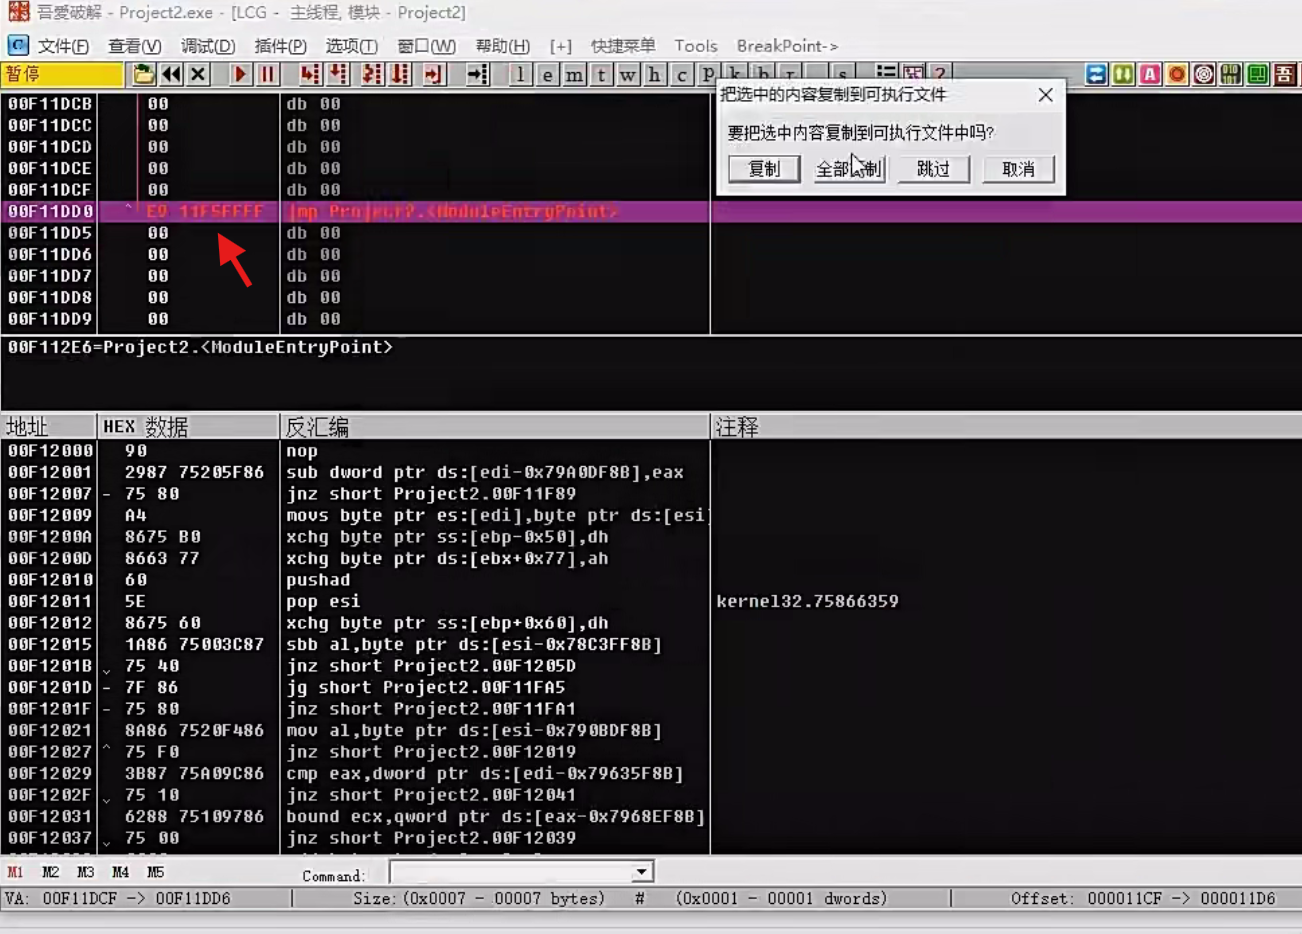 吾爱破解 - Project2.exe - [LCG - 主线程, 模块 - Project2]
文件(F) 查看(V) 调试(D) 插件(P) 选项(T) 窗口(W) 帮助(H) [+] 快捷菜单 Tools BreakPoint->
暂停 l e m t w h c p k b r s ?
把选中的内容复制到可执行文件
要把选中内容复制到可执行文件中吗?
复制 全部复制 跳过 取消
00F11DCB 00 db 00
00F11DCC 00 db 00
00F11DCD 00 db 00
00F11DCE 00 db 00
00F11DCF 00 db 00
00F11DD0 ^ E9 11F5FFFF jmp Project2.<ModuleEntryPoint>
00F11DD5 00 db 00
00F11DD6 00 db 00
00F11DD7 00 db 00
00F11DD8 00 db 00
00F11DD9 00 db 00
00F112E6=Project2.<ModuleEntryPoint>
地址 HEX 数据 反汇编 注释
00F12000 90 nop
00F12001 2987 75205F86 sub dword ptr ds:[edi-0x79A0DF8B],eax
00F12007 - 75 80 jnz short Project2.00F11F89
00F12009 A4 movs byte ptr es:[edi],byte ptr ds:[esi]
00F1200A 8675 B0 xchg byte ptr ss:[ebp-0x50],dh
00F1200D 8663 77 xchg byte ptr ds:[ebx+0x77],ah
00F12010 60 pushad
00F12011 5E pop esi kernel32.75866359
00F12012 8675 60 xchg byte ptr ss:[ebp+0x60],dh
00F12015 1A86 75003C87 sbb al,byte ptr ds:[esi-0x78C3FF8B]
00F1201B 75 40 jnz short Project2.00F1205D
00F1201D - 7F 86 jg short Project2.00F11FA5
00F1201F - 75 80 jnz short Project2.00F11FA1
00F12021 8A86 7520F486 mov al,byte ptr ds:[esi-0x790BDF8B]
00F12027 ^ 75 F0 jnz short Project2.00F12019
00F12029 3B87 75A09C86 cmp eax,dword ptr ds:[edi-0x79635F8B]
00F1202F 75 10 jnz short Project2.00F12041
00F12031 6288 75109786 bound ecx,qword ptr ds:[eax-0x7968EF8B]
00F12037 75 00 jnz short Project2.00F12039
M1 M2 M3 M4 M5 Command:
VA: 00F11DCF -> 00F11DD6 | Size:(0x0007 - 00007 bytes) # (0x0001 - 00001 dwords) | Offset: 000011CF -> 000011D6